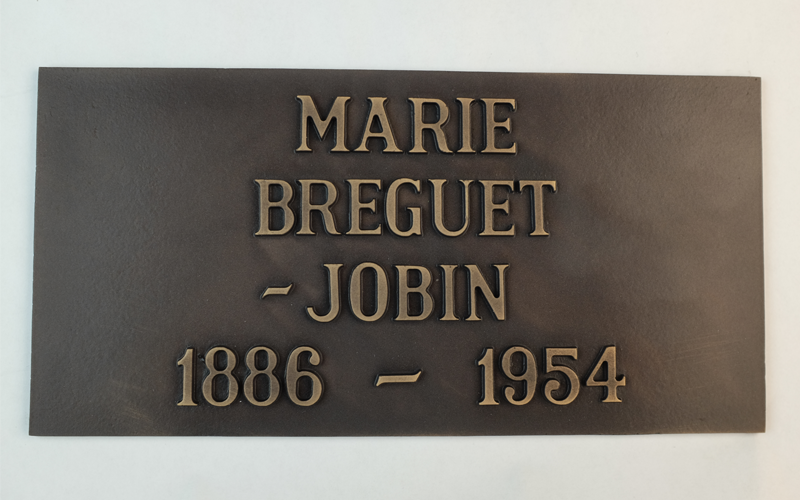 MARIE
BREGUET
-JOBIN
1886 - 1954